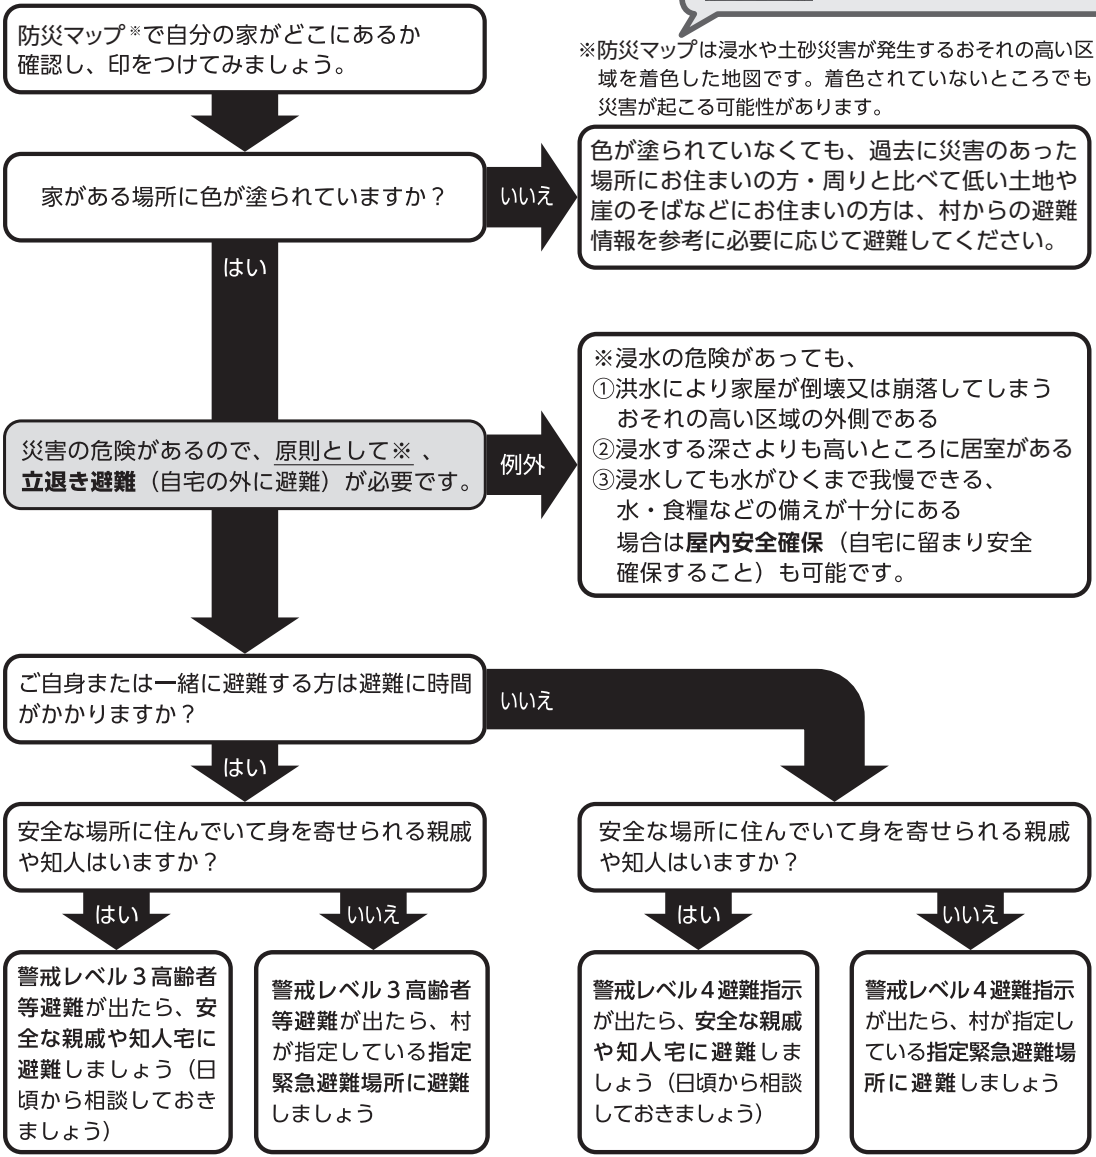 防災マップ※で自分の家がどこにあるか
確認し、印をつけてみましょう。
※防災マップは浸水や土砂災害が発生するおそれの高い区
域を着色した地図です。着色されていないところでも
災害が起こる可能性があります。
家がある場所に色が塗られていますか？
いいえ
色が塗られていなくても、過去に災害のあった
場所にお住まいの方・周りと比べて低い土地や
崖のそばなどにお住まいの方は、村からの避難
情報を参考に必要に応じて避難してください。
はい
災害の危険があるので、原則として※、
立退き避難（自宅の外に避難）が必要です。
例外
※浸水の危険があっても、
①洪水により家屋が倒壊又は崩落してしまう
おそれの高い区域の外側である
②浸水する深さよりも高いところに居室がある
③浸水しても水がひくまで我慢できる、
水・食糧などの備えが十分にある
場合は屋内安全確保（自宅に留まり安全
確保すること）も可能です。
ご自身または一緒に避難する方は避難に時間
がかかりますか？
いいえ
はい
安全な場所に住んでいて身を寄せられる親戚
や知人はいますか？
はい
いいえ
警戒レベル３高齢者
等避難が出たら、安
全な親戚や知人宅に
避難しましょう（日
頃から相談しておき
ましょう）
警戒レベル３高齢者
等避難が出たら、村
が指定している指定
緊急避難場所に避難
しましょう
安全な場所に住んでいて身を寄せられる親戚
や知人はいますか？
はい
いいえ
警戒レベル４避難指示
が出たら、安全な親戚
や知人宅に避難しま
しょう（日頃から相談
しておきましょう）
警戒レベル４避難指示
が出たら、村が指定し
ている指定緊急避難場
所に避難しましょう